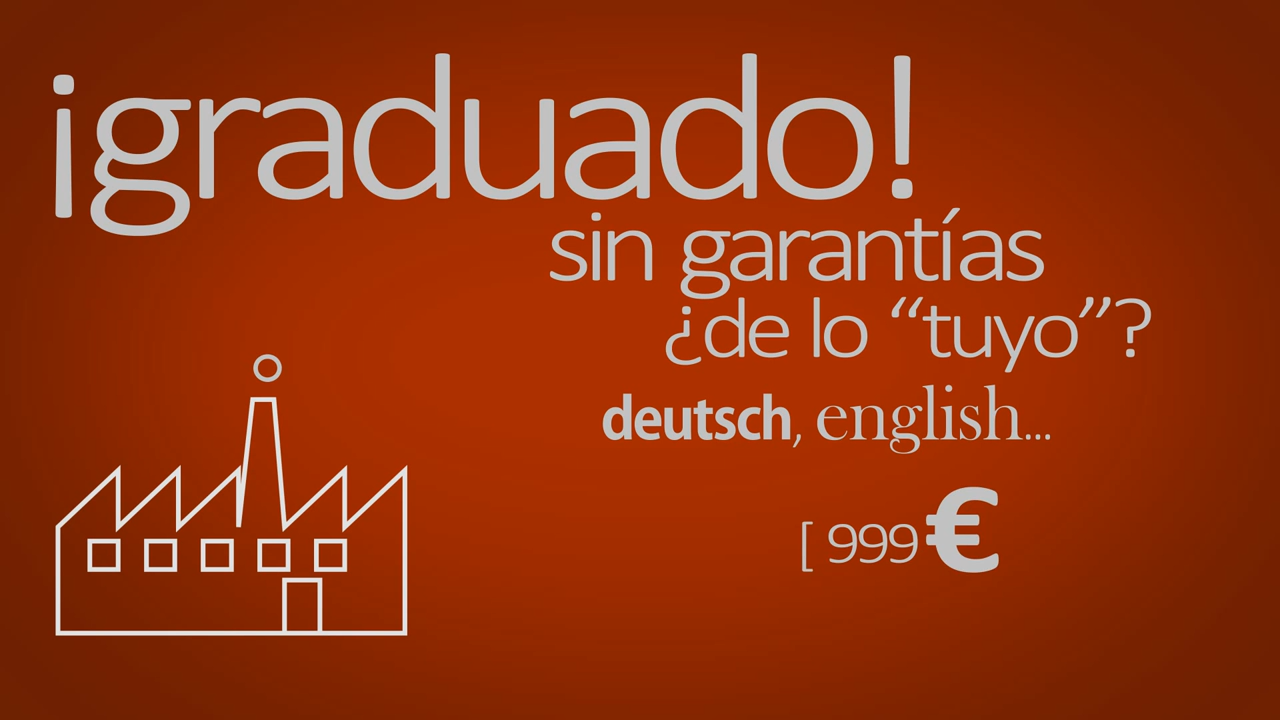 ¡graduado!
sin garantías
¿de lo “tuyo”?
deutsch, english...
[ 999€